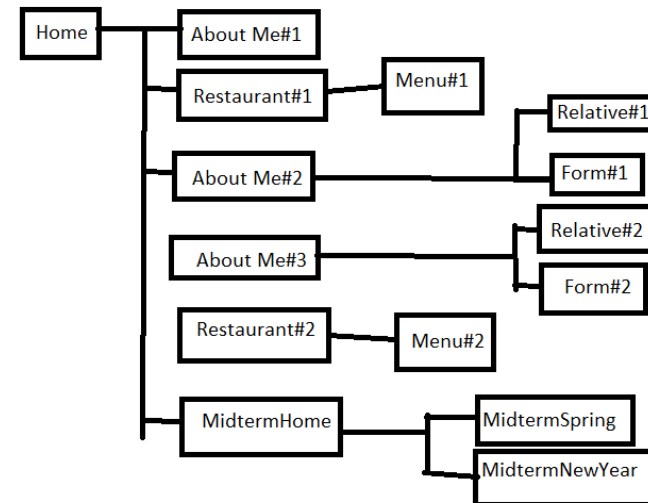 Home
About Me#1
Restaurant#1
Menu#1
Relative#1
About Me#2
Form#1
Relative#2
About Me#3
Form#2
Restaurant#2
Menu#2
MidtermHome
MidtermSpring
MidtermNewYear